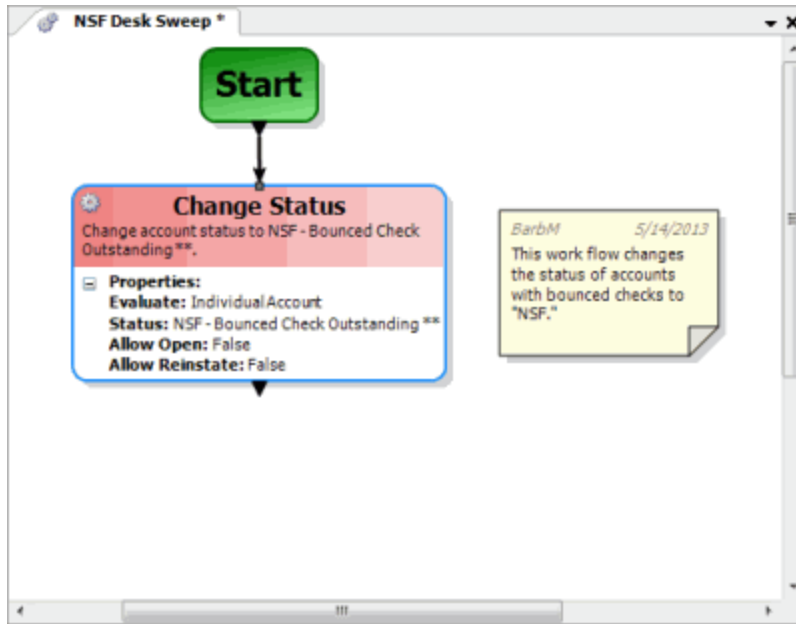 NSF Desk Sweep *
Start
Change Status
Change account status to NSF - Bounced Check
Outstanding **.
Properties:
Evaluate: Individual Account
Status: NSF - Bounced Check Outstanding **
Allow Open: False
Allow Reinstate: False
BarbM 5/14/2013
This work flow changes
the status of accounts
with bounced checks to
"NSF."